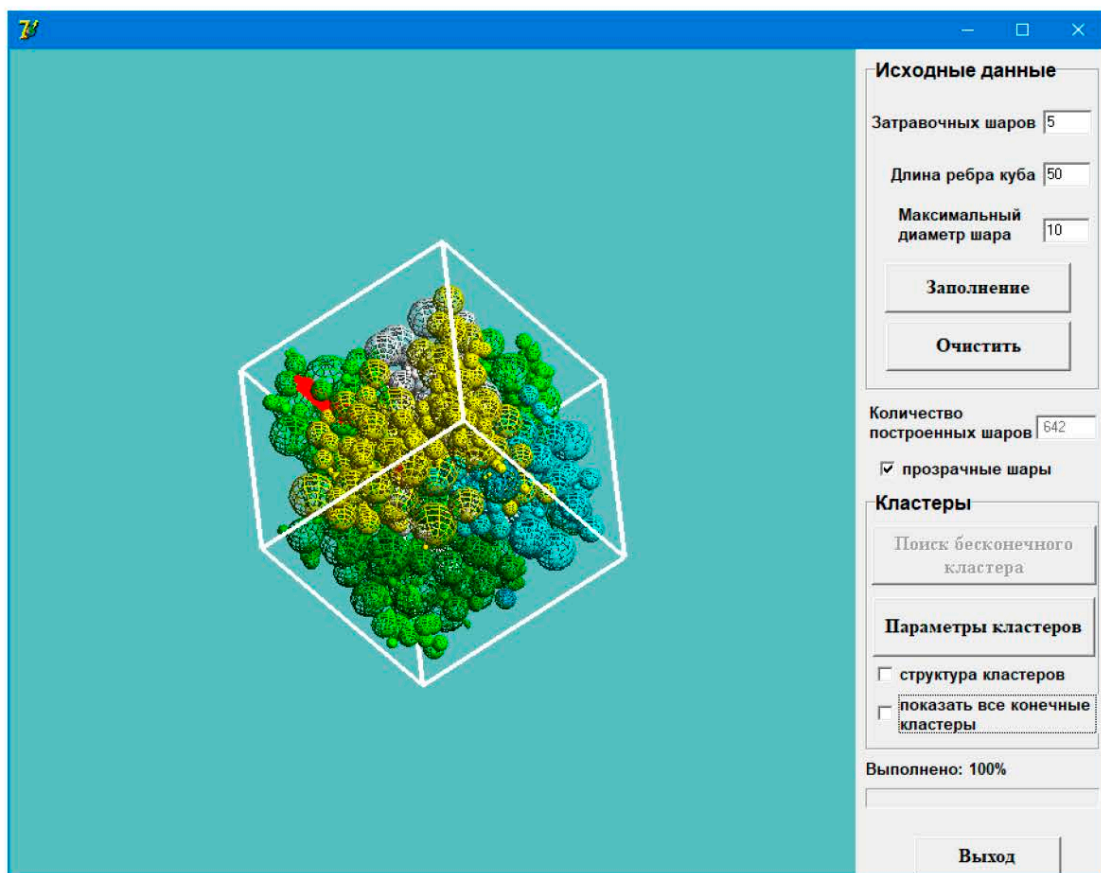 Исходные данные
Затравочных шаров 5
Длина ребра куба 50
Максимальный
диаметр шара 10
Заполнение
Очистить
Количество
построенных шаров 642
прозрачные шары
Кластеры
Поиск бесконечного
кластера
Параметры кластеров
структура кластеров
показать все конечные
кластеры
Выполнено: 100%
Выход